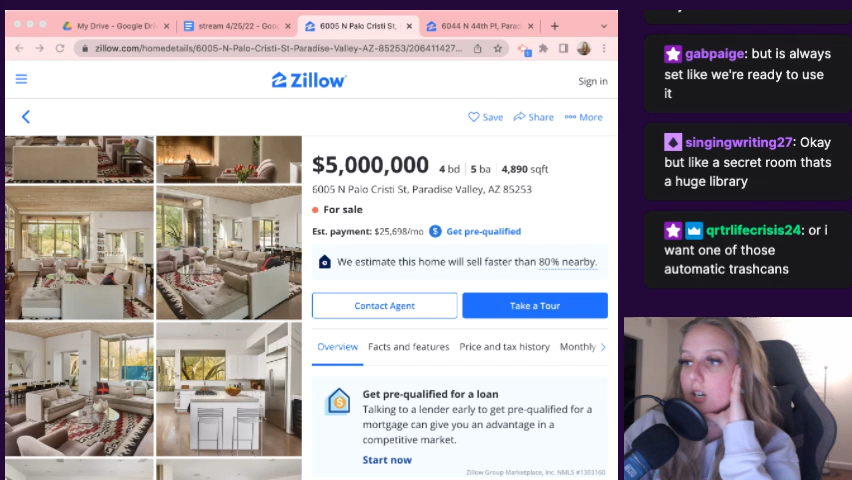 My Drive - Google Dri
stream 4/25/22 - Goog
6005 N Palo Cristi St,
6044 N 44th Pl, Parad
zillow.com/homedetails/6005-N-Palo-Cristi-St-Paradise-Valley-AZ-85253/206411427...
Zillow
Sign in
Save
Share
More
$5,000,000 4 bd 5 ba 4,890 sqft
6005 N Palo Cristi St, Paradise Valley, AZ 85253
For sale
Est. payment: $25,698/mo $ Get pre-qualified
We estimate this home will sell faster than 80% nearby.
Contact Agent
Take a Tour
Overview Facts and features Price and tax history Monthly
Get pre-qualified for a loan
Talking to a lender early to get pre-qualified for a
mortgage can give you an advantage in a
competitive market.
Start now
Zillow Group Marketplace, Inc. NMLS #1303160
gabpaige: but is always
set like we're ready to use
it
singingwriting27: Okay
but like a secret room thats
a huge library
qrtrlifecrisis24: or i
want one of those
automatic trashcans